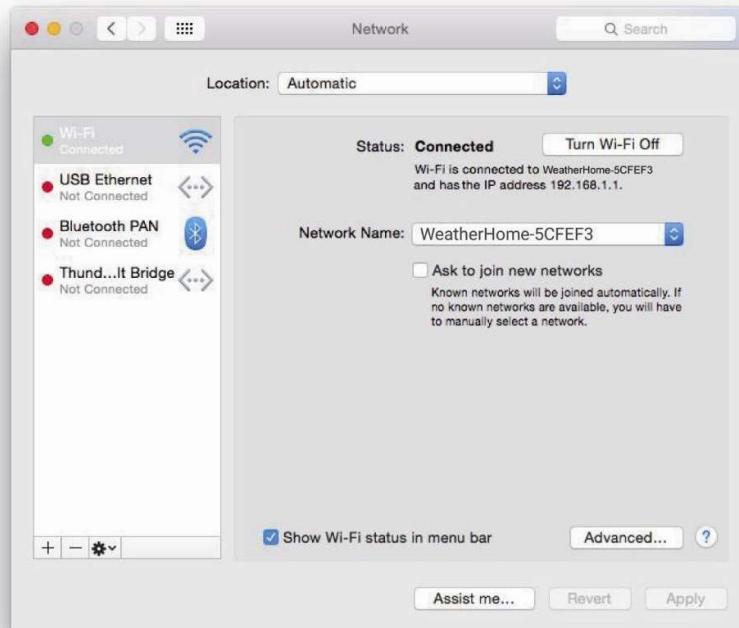 Network
Search
Location: Automatic
Wi-Fi
Connected
USB Ethernet
Not Connected
Bluetooth PAN
Not Connected
Thund...lt Bridge
Not Connected
Status: Connected
Turn Wi-Fi Off
Wi-Fi is connected to WeatherHome-5CFEF3
and has the IP address 192.168.1.1.
Network Name: WeatherHome-5CFEF3
Ask to join new networks
Known networks will be joined automatically. If
no known networks are available, you will have
to manually select a network.
Show Wi-Fi status in menu bar
Advanced...
?
Assist me...
Revert
Apply